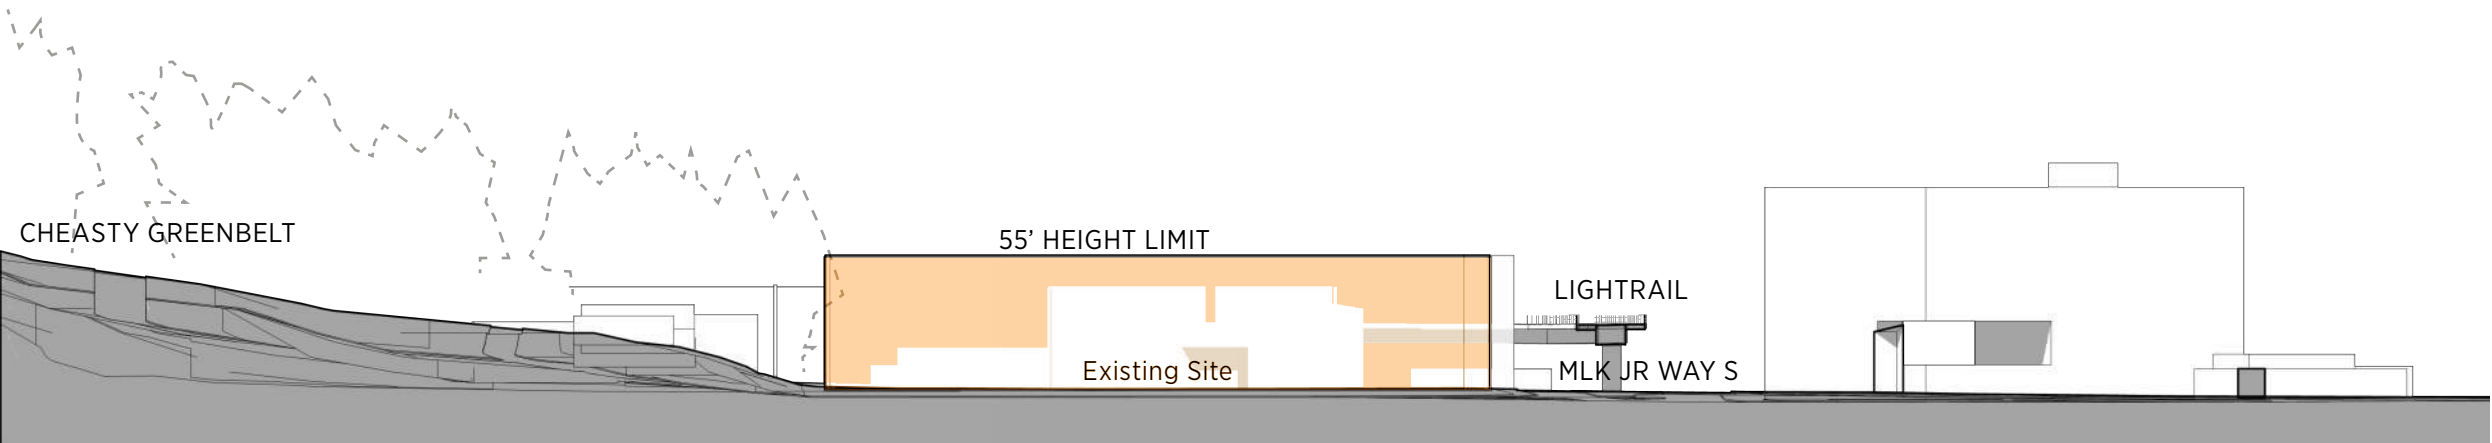 CHEASTY GREENBELT
55’ HEIGHT LIMIT
LIGHTRAIL
Existing Site
MLK JR WAY S